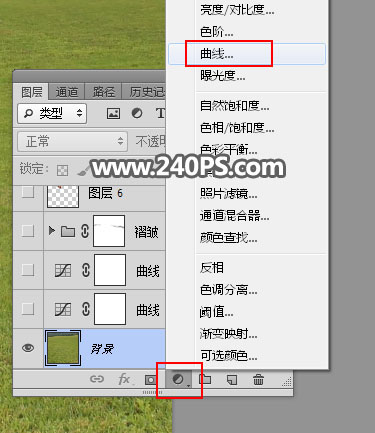 亮度/对比度...
色阶...
曲线...
曝光度...
自然饱和度...
色相/饱和度...
色彩平衡...
照片滤镜...
通道混合器...
颜色查找...
反相
色调分离...
阈值...
渐变映射...
可选颜色...
图层 通道 路径 历史记
类型
正常 不透明
锁定:
www.240PS.com
图层 6
褶皱
曲线
曲线
背景
fx.